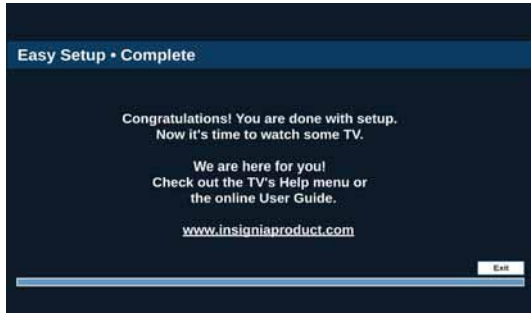 Easy Setup • Complete
Congratulations! You are done with setup.
Now it's time to watch some TV.
We are here for you!
Check out the TV's Help menu or
the online User Guide.
www.insigniaproduct.com
Exit